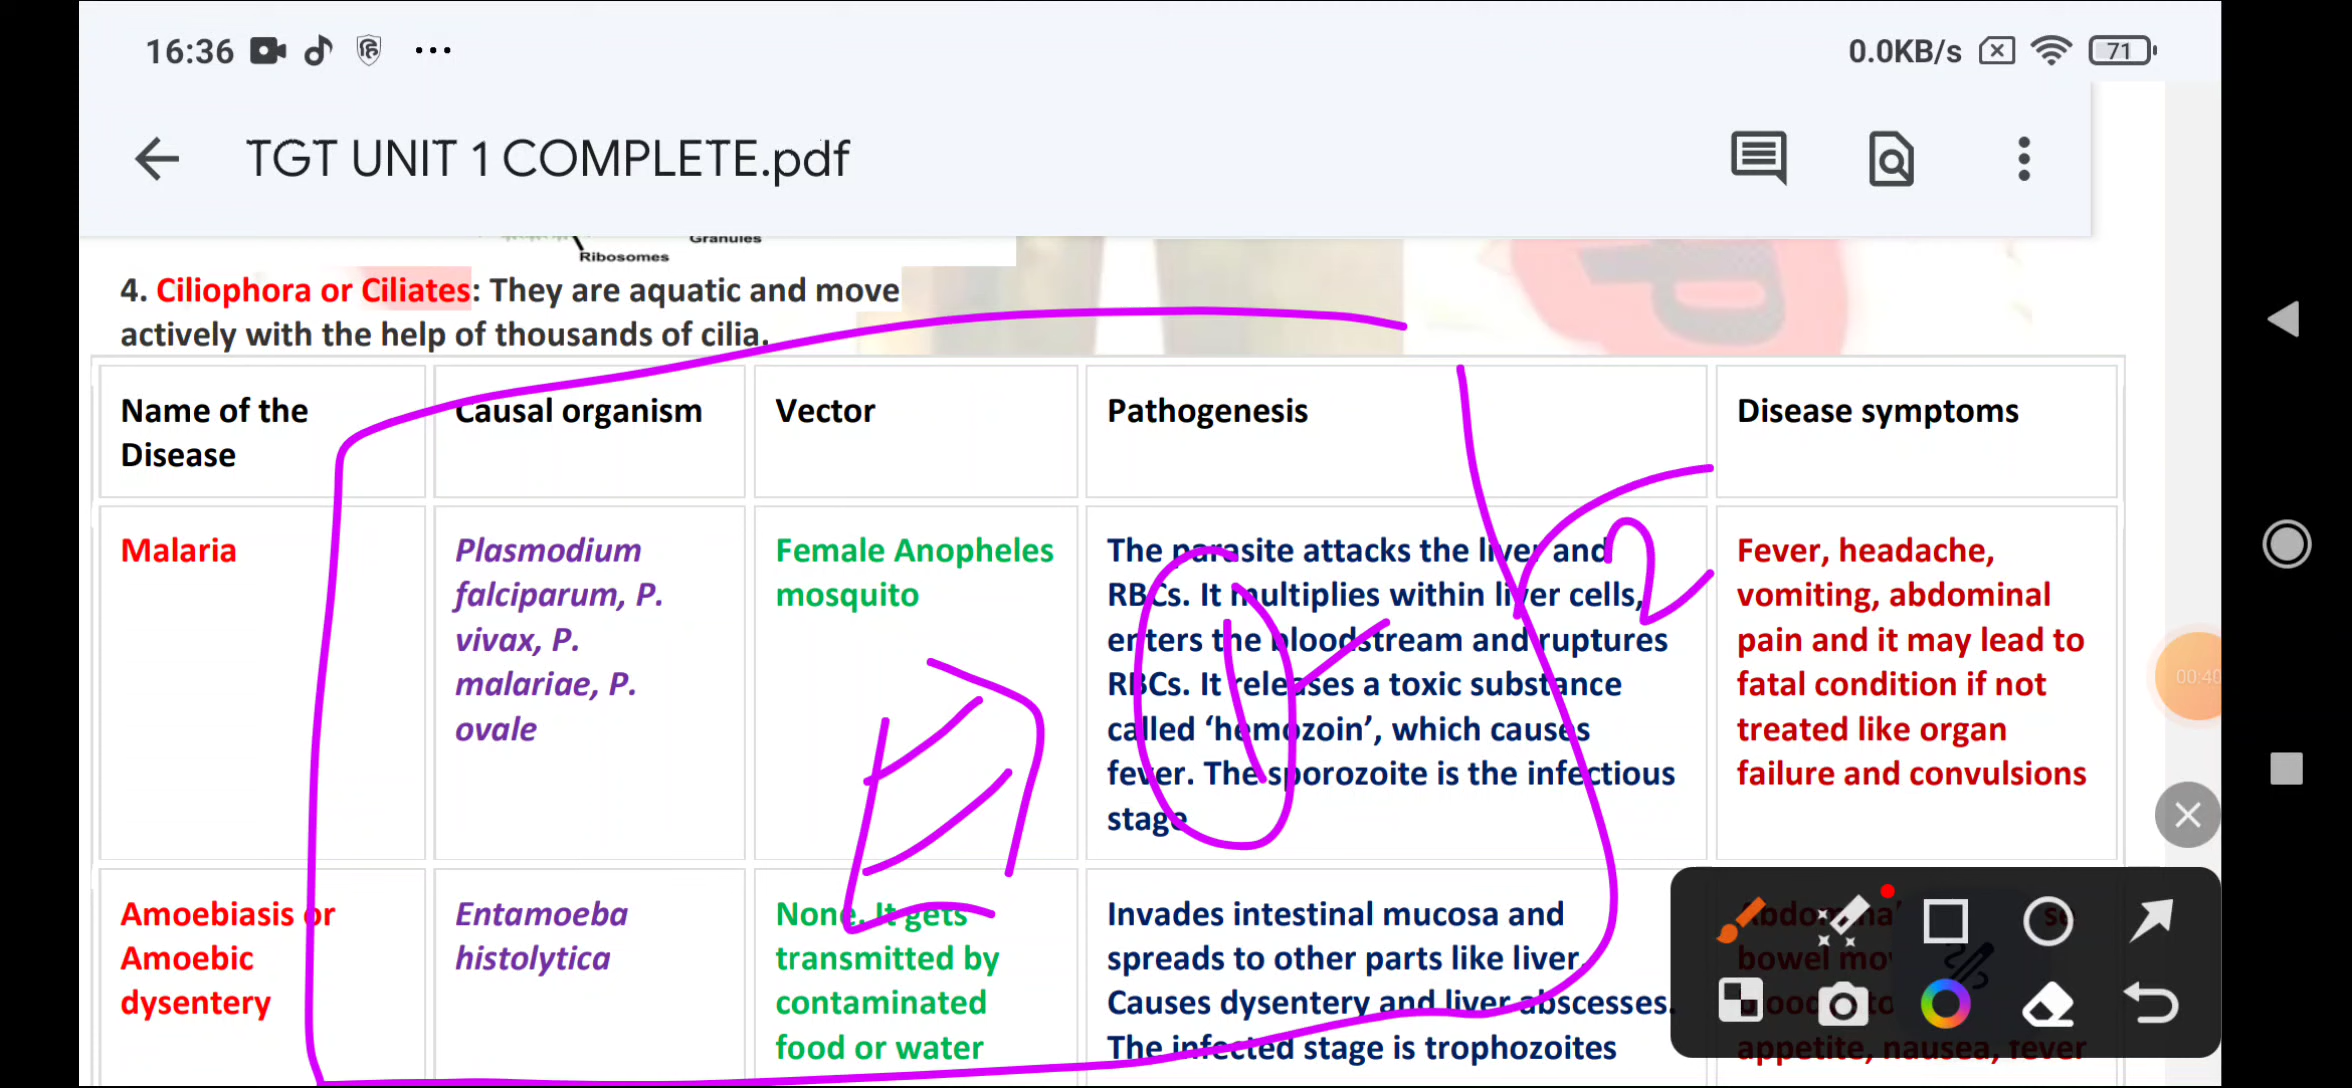 16:36
0.0KB/s
71
TGT UNIT 1 COMPLETE.pdf
Granules
Ribosomes
4. Ciliophora or Ciliates: They are aquatic and move
actively with the help of thousands of cilia.
Name of the
Disease
Causal organism
Vector
Pathogenesis
Disease symptoms
Malaria
Plasmodium
falciparum, P.
vivax, P.
malariae, P.
ovale
Female Anopheles
mosquito
The parasite attacks the liver and
RBCs. It multiplies within liver cells,
enters the bloodstream and ruptures
RBCs. It releases a toxic substance
called ‘hemozoin’, which causes
fever. The sporozoite is the infectious
stage
Fever, headache,
vomiting, abdominal
pain and it may lead to
fatal condition if not
treated like organ
failure and convulsions
00:40
Amoebiasis or
Amoebic
dysentery
Entamoeba
histolytica
None. It gets
transmitted by
contaminated
food or water
Invades intestinal mucosa and
spreads to other parts like liver.
Causes dysentery and liver abscesses.
The infected stage is trophozoites
bowel
appetite, nausea, fever